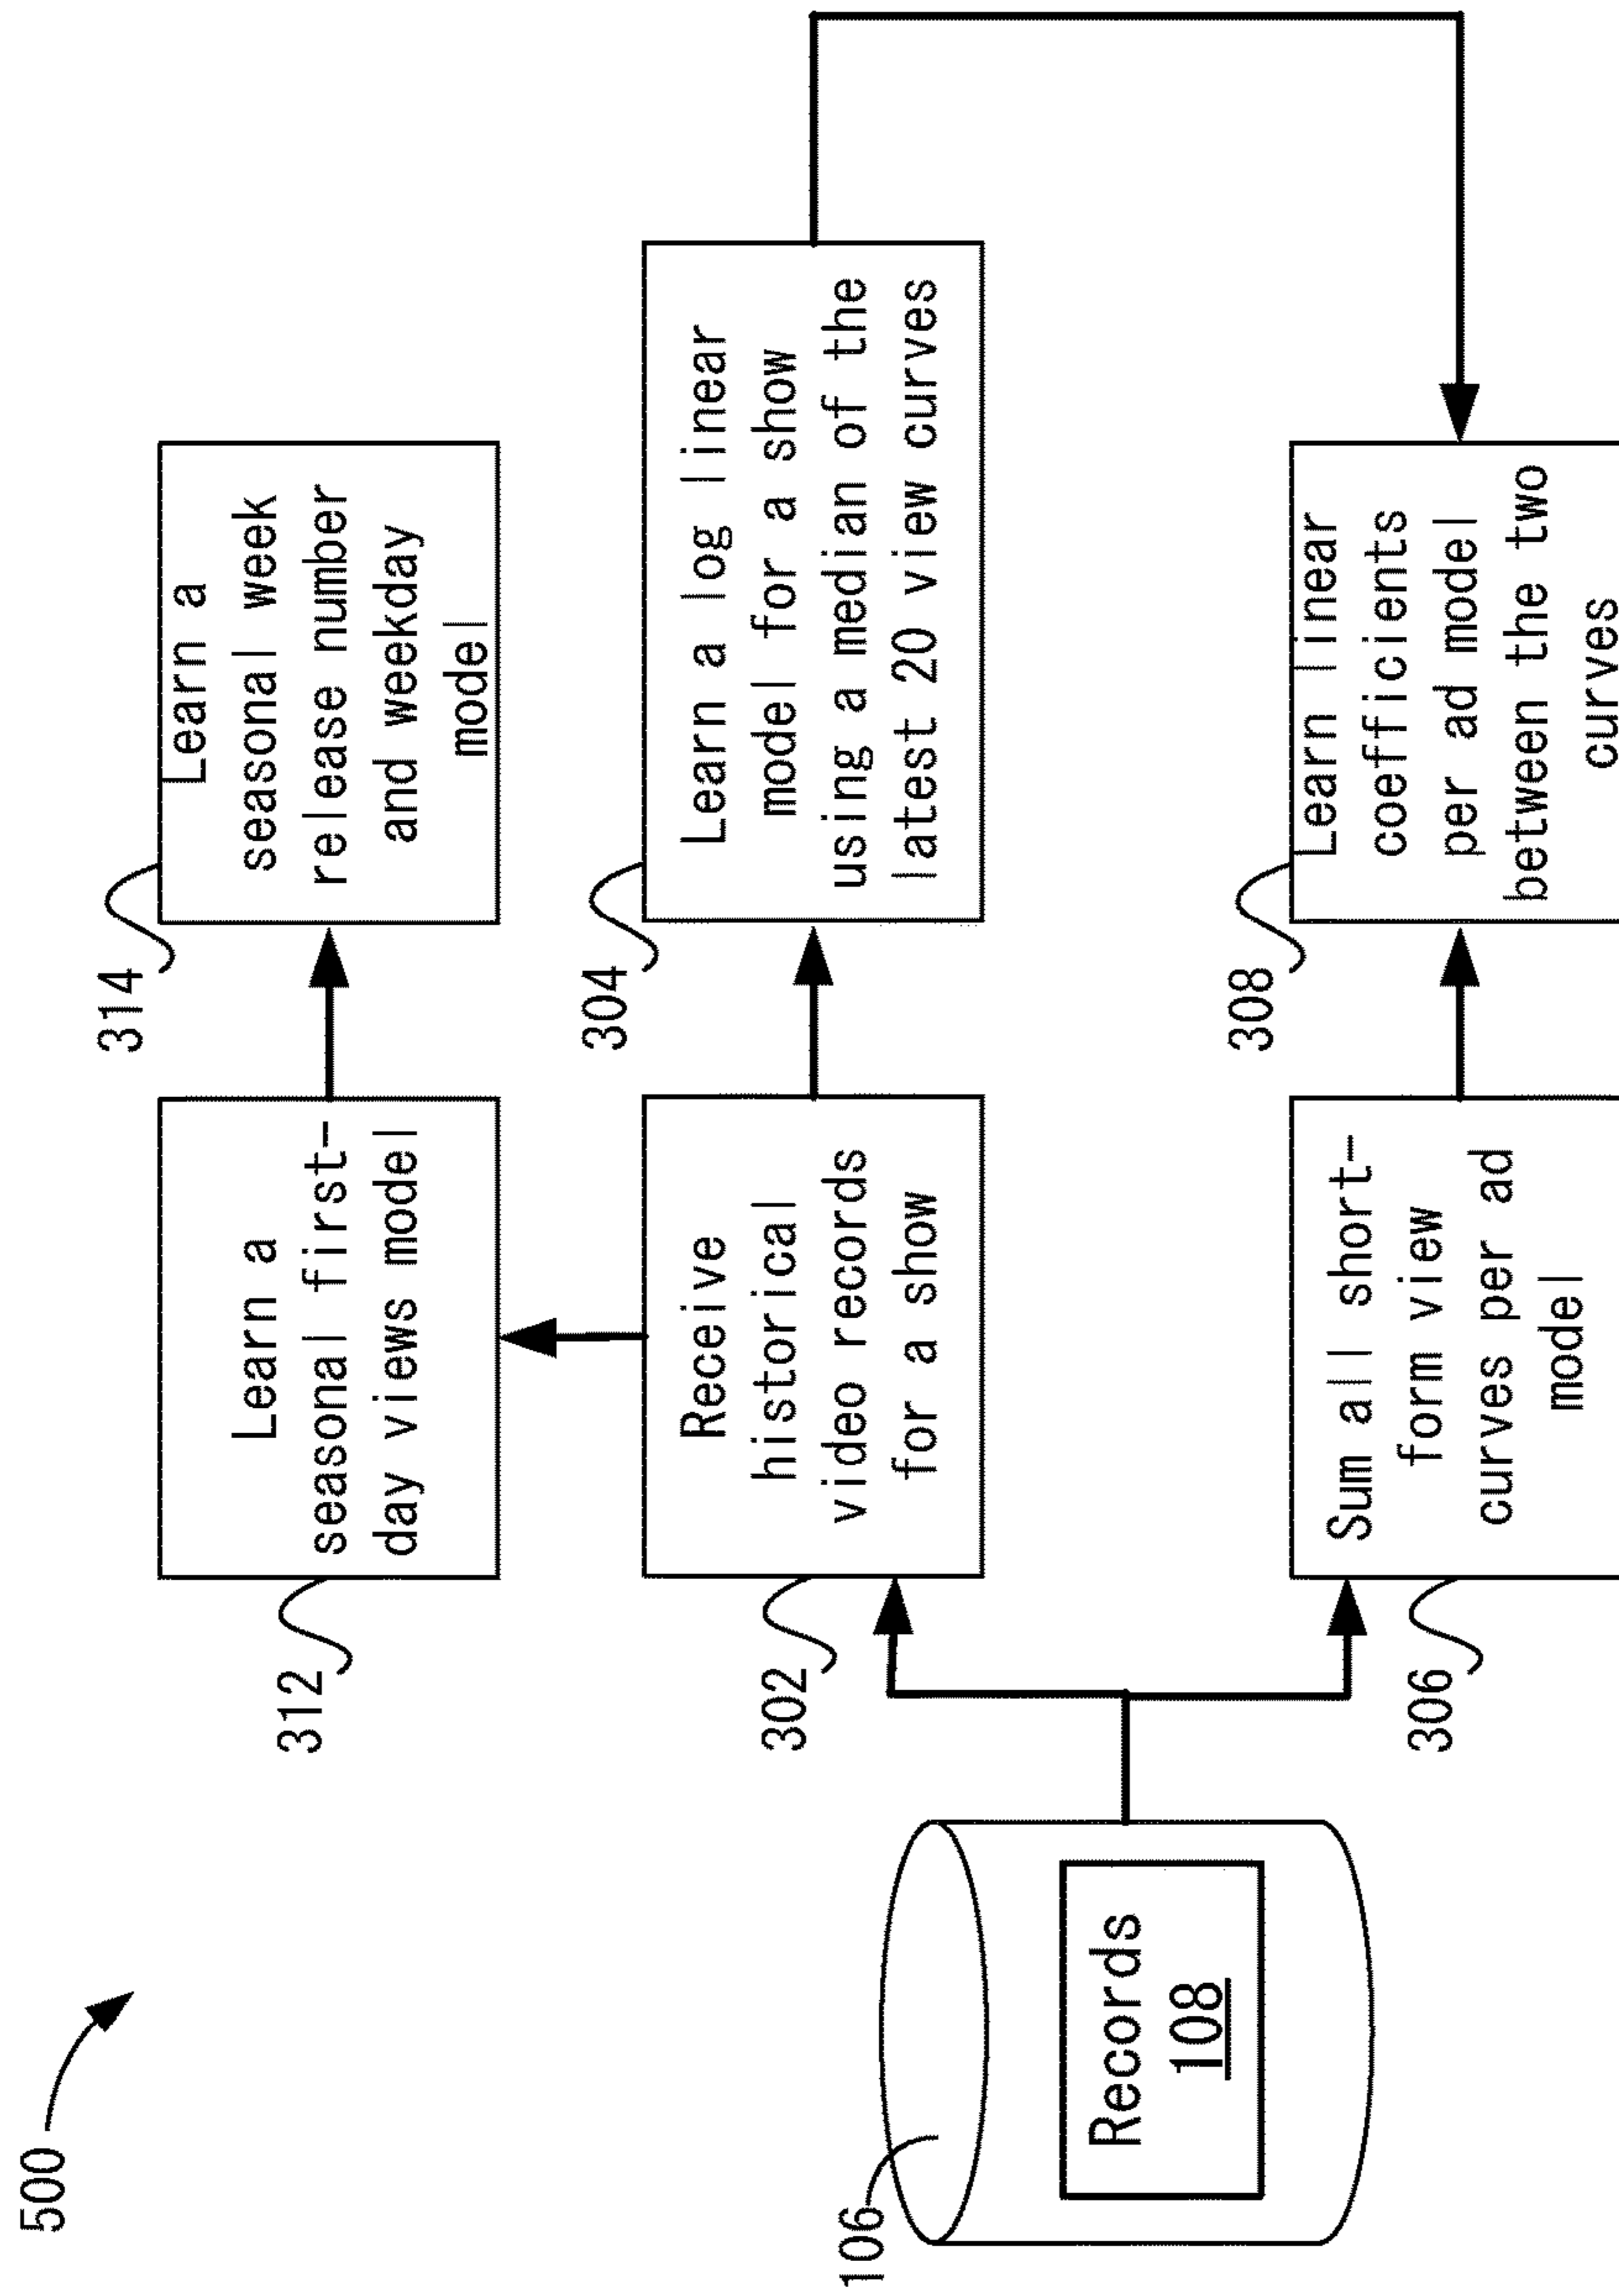 500
312
Learn a
seasonal first-
day views model
314
Learn a
seasonal week
release number
and weekday
model
302
Receive
historical
video records
for a show
304
Learn a log linear
model for a show
using a median of the
latest 20 view curves
106
Records
108
306
Sum all short-
form view
curves per ad
model
308
Learn linear
coefficients
per ad model
between the two
curves